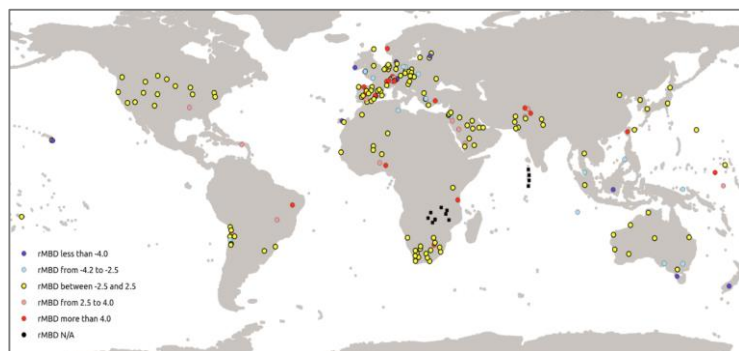 rMBD less than -4.0
rMBD from -4.2 to -2.5
rMBD between -2.5 and 2.5
rMBD from 2.5 to 4.0
rMBD more than 4.0
rMBD N/A